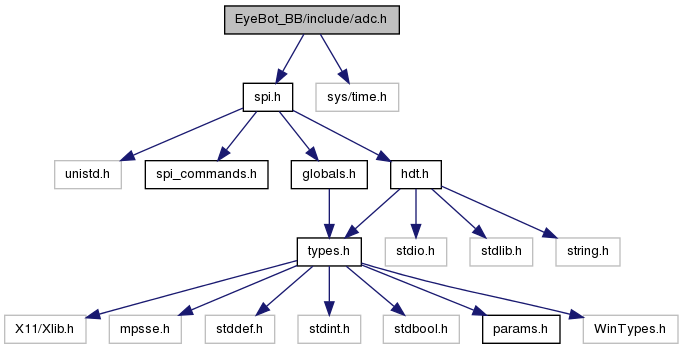 EyeBot_BB/include/adc.h
spi.h
sys/time.h
unistd.h
spi_commands.h
globals.h
hdt.h
types.h
stdio.h
stdlib.h
string.h
X11/Xlib.h
mpsse.h
stddef.h
stdint.h
stdbool.h
params.h
WinTypes.h